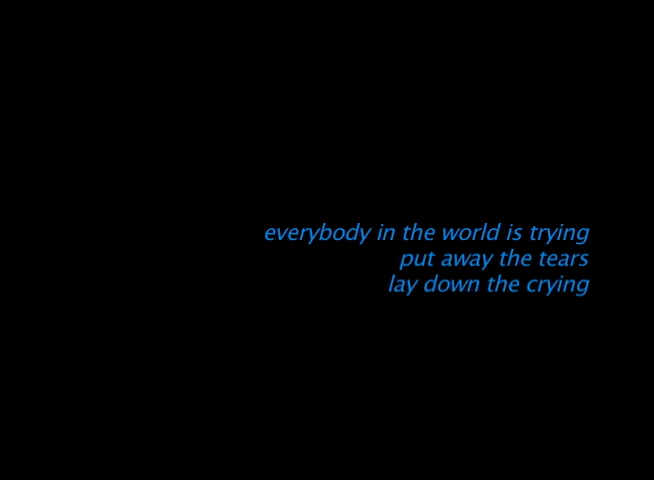 everybody in the world is trying
put away the tears
lay down the crying